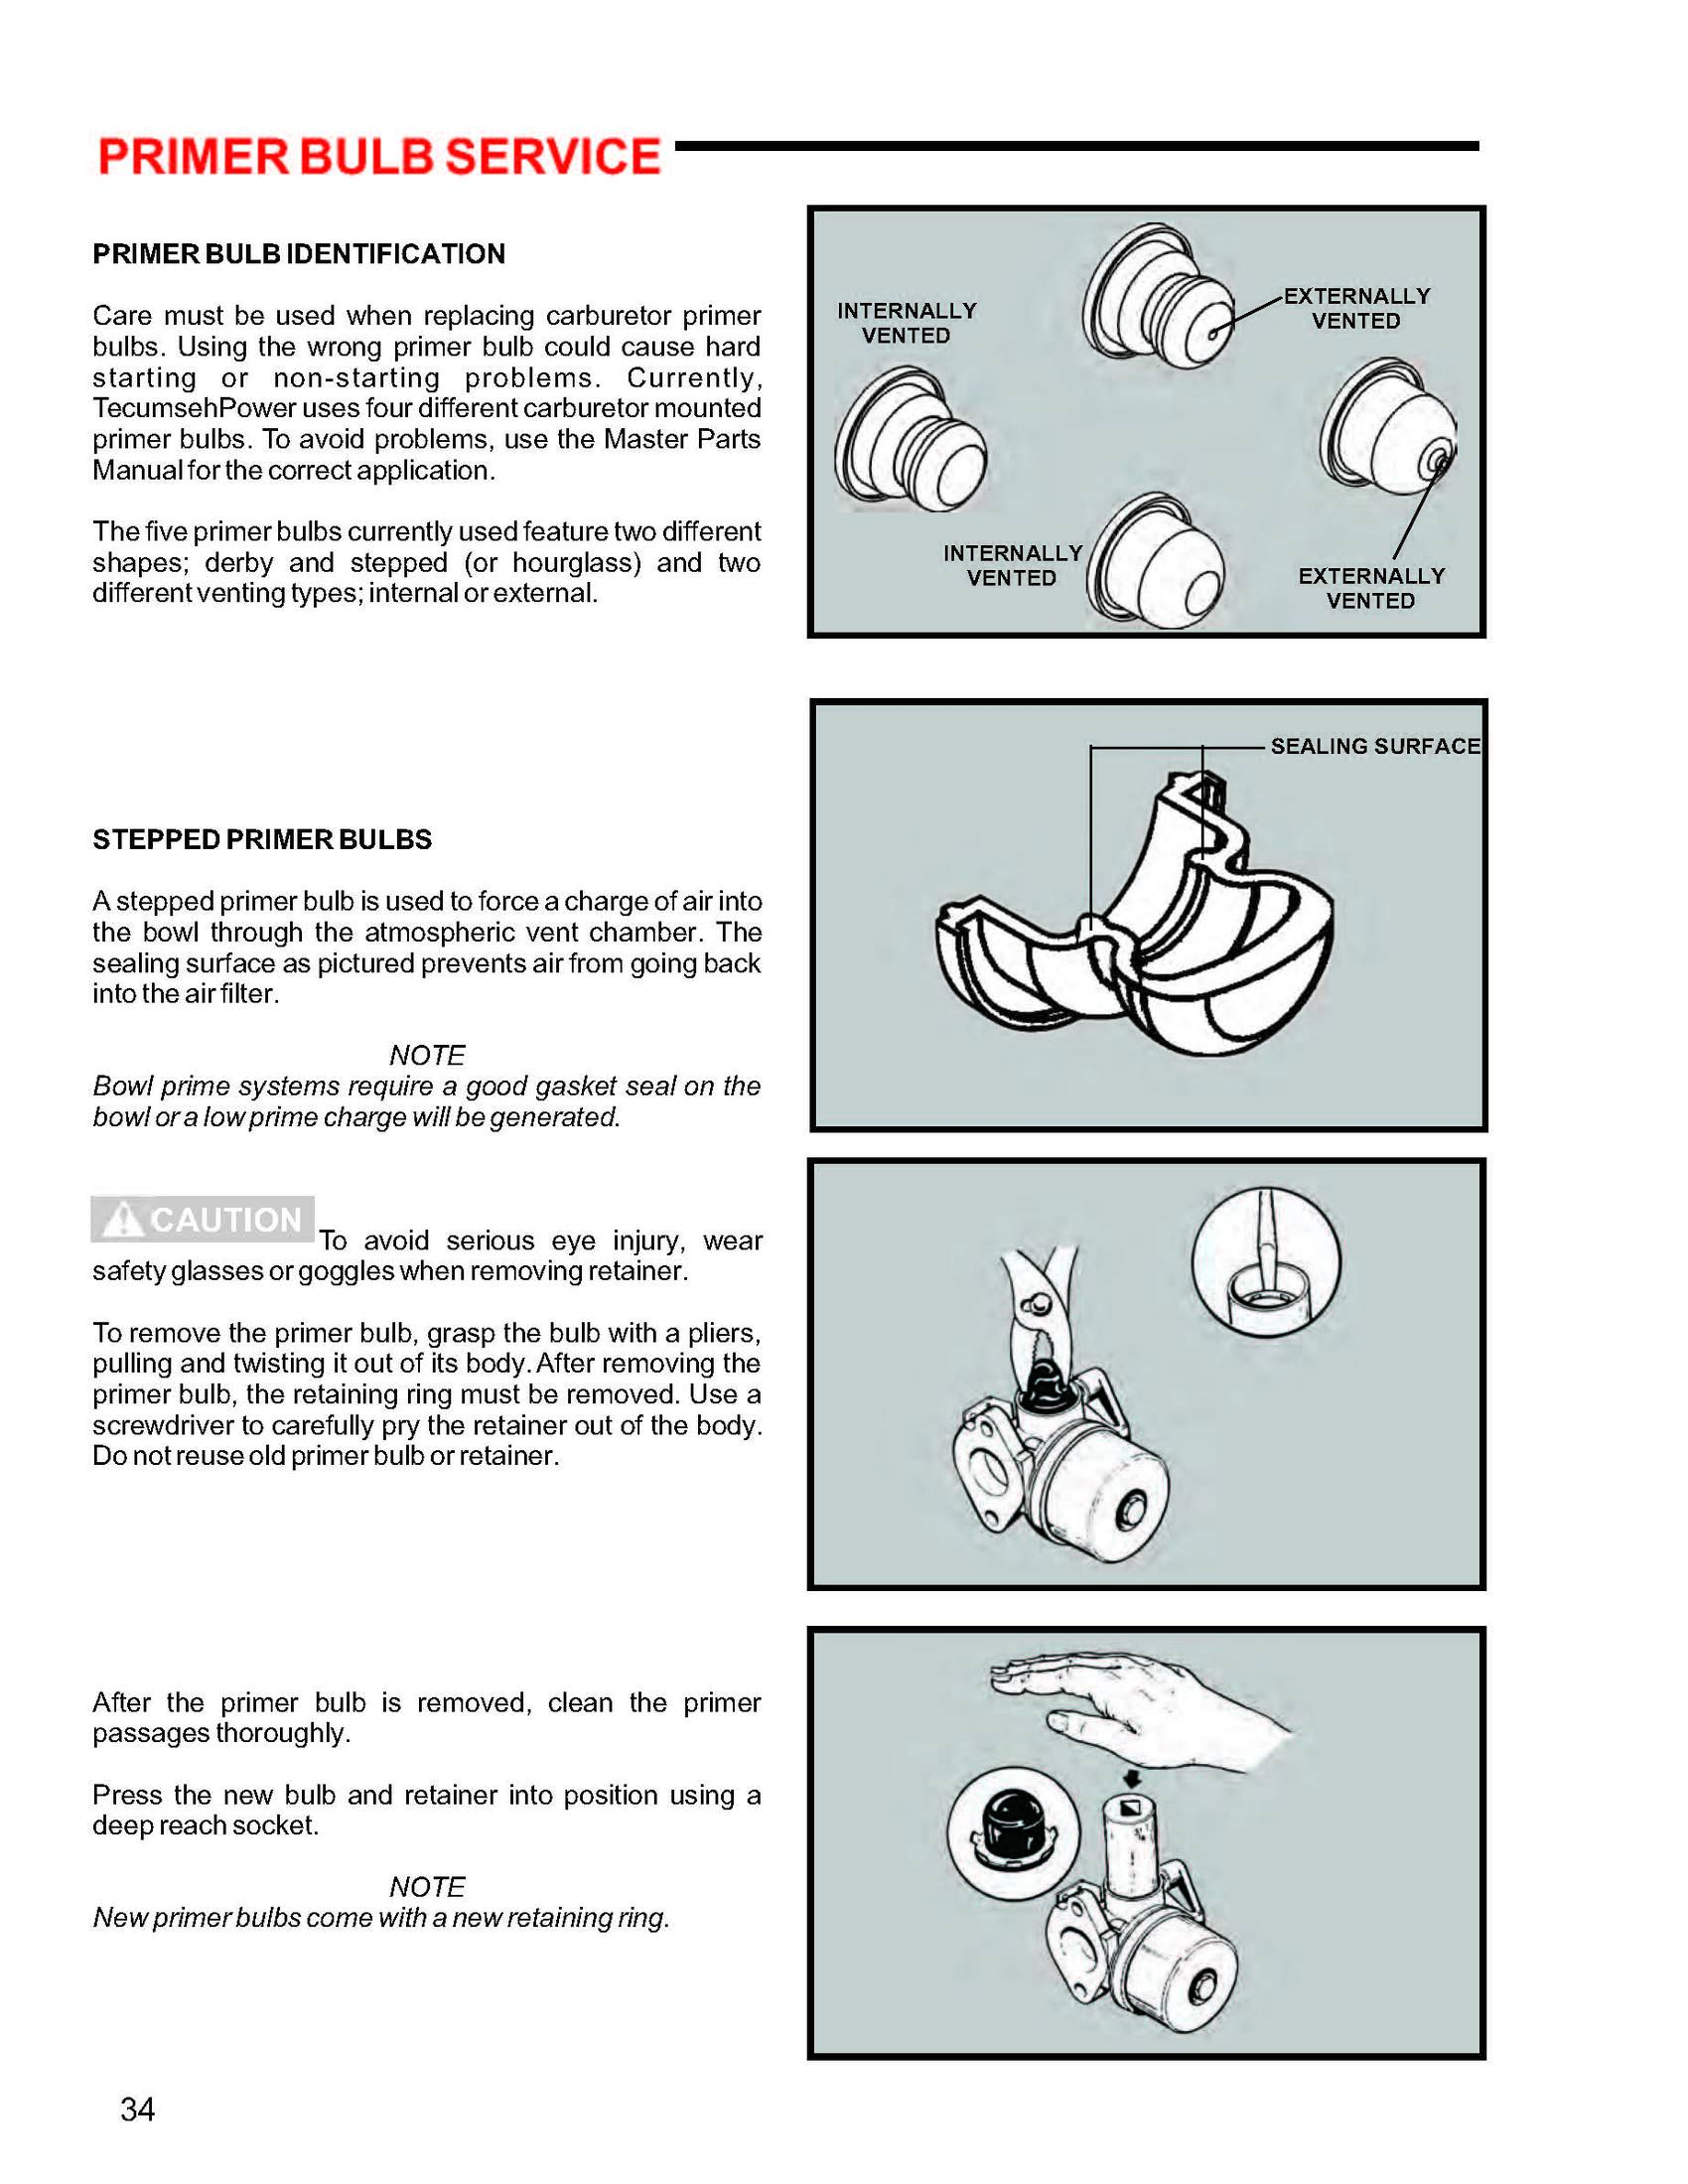 PRIMER BULB SERVICE
PRIMER BULB IDENTIFICATION
Care must be used when replacing carburetor primer
bulbs. Using the wrong primer bulb could cause hard
starting or non-starting problems. Currently,
TecumsehPower uses four different carburetor mounted
primer bulbs. To avoid problems, use the Master Parts
Manual for the correct application.
The five primer bulbs currently used feature two different
shapes; derby and stepped (or hourglass) and two
different venting types; internal or external.
INTERNALLY
VENTED
EXTERNALLY
VENTED
INTERNALLY
VENTED
EXTERNALLY
VENTED
SEALING SURFACE
STEPPED PRIMER BULBS
A stepped primer bulb is used to force a charge of air into
the bowl through the atmospheric vent chamber. The
sealing surface as pictured prevents air from going back
into the air filter.
NOTE
Bowl prime systems require a good gasket seal on the
bowl or a low prime charge will be generated.
CAUTION
To avoid serious eye injury, wear
safety glasses or goggles when removing retainer.
To remove the primer bulb, grasp the bulb with a pliers,
pulling and twisting it out of its body. After removing the
primer bulb, the retaining ring must be removed. Use a
screwdriver to carefully pry the retainer out of the body.
Do not reuse old primer bulb or retainer.
After the primer bulb is removed, clean the primer
passages thoroughly.
Press the new bulb and retainer into position using a
deep reach socket.
NOTE
New primer bulbs come with a new retaining ring.
34